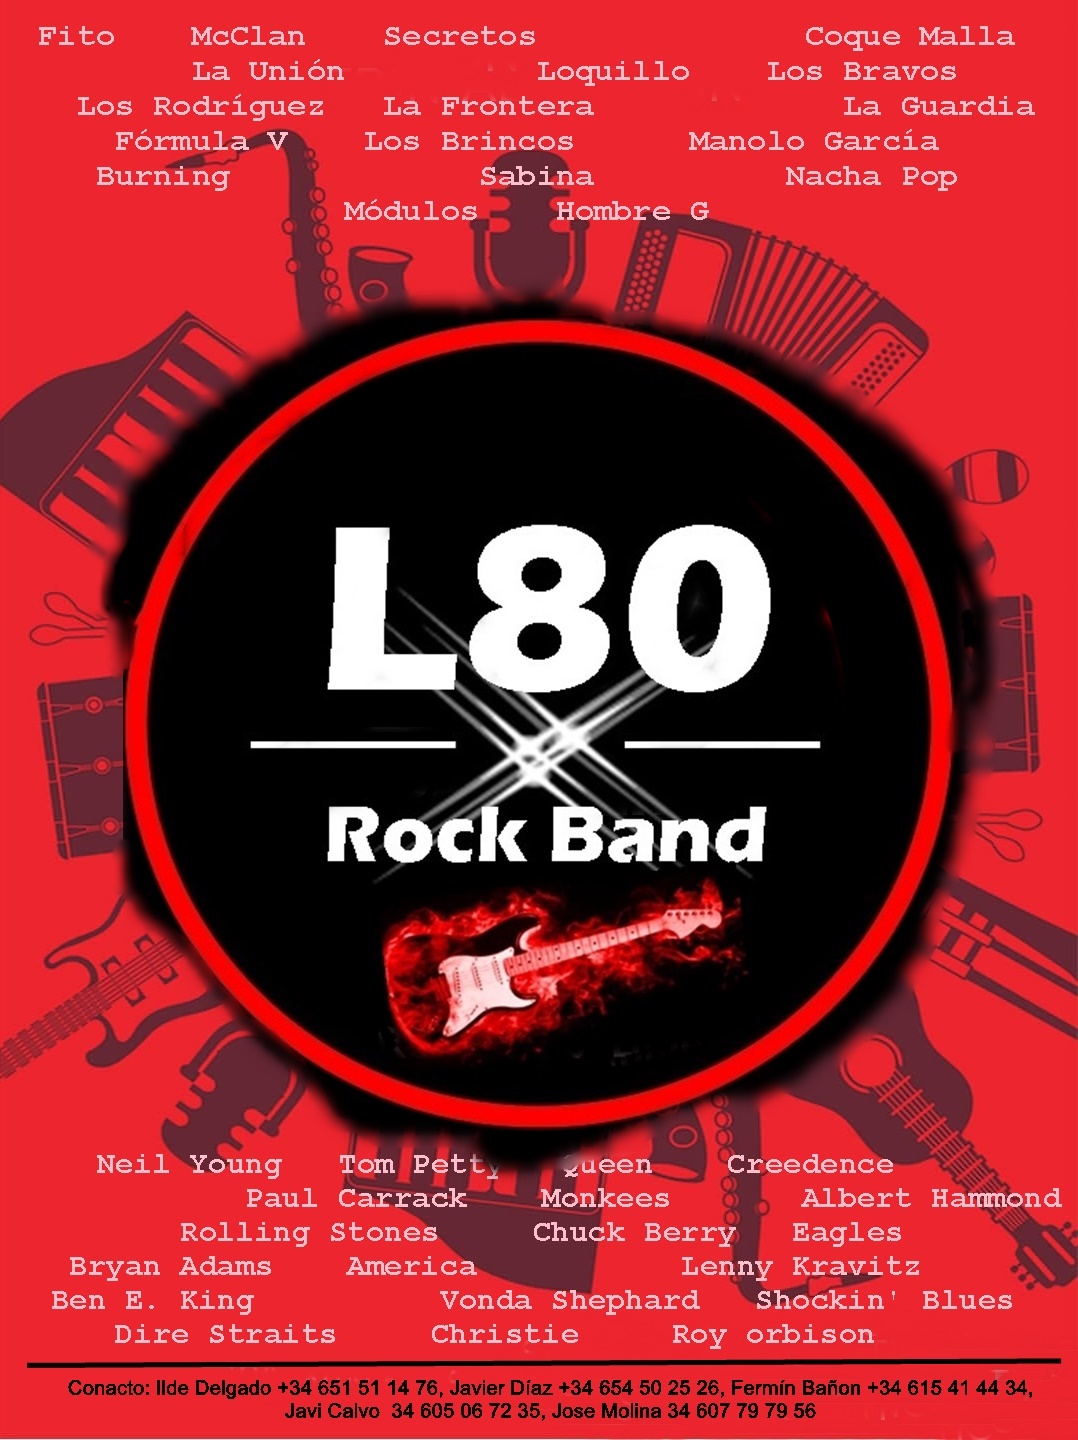 Fito McClan Secretos Coque Malla
La Unión Loquillo Los Bravos
Los Rodríguez La Frontera La Guardia
Fórmula V Los Brincos Manolo García
Burning Sabina Nacha Pop
Módulos Hombre G
L80
Rock Band
Neil Young Tom Petty Queen Creedence
Paul Carrack Monkees Albert Hammond
Rolling Stones Chuck Berry Eagles
Bryan Adams America Lenny Kravitz
Ben E. King Vonda Shephard Shockin' Blues
Dire Straits Christie Roy orbison
Conacto: Ilde Delgado +34 651 51 14 76, Javier Díaz +34 654 50 25 26, Fermín Bañon +34 615 41 44 34,
Javi Calvo 34 605 06 72 35, Jose Molina 34 607 79 79 56